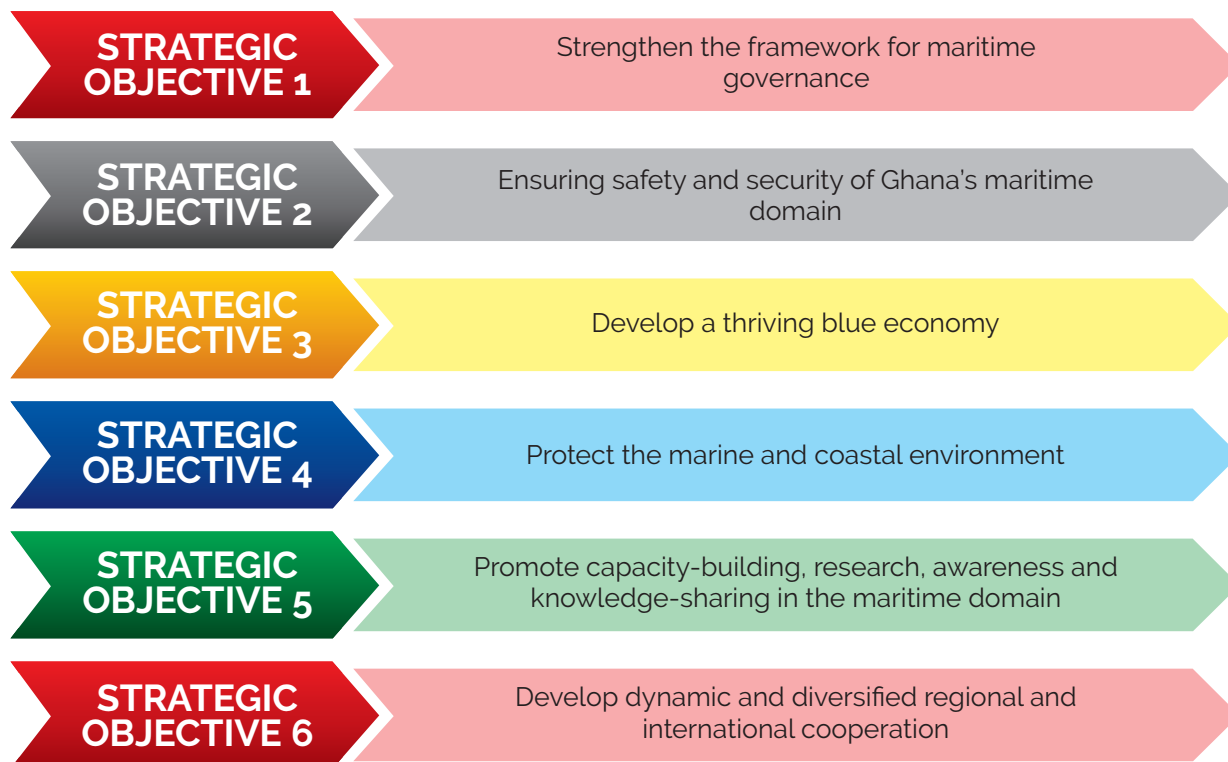 STRATEGIC
OBJECTIVE 1
Strengthen the framework for maritime
governance
STRATEGIC
OBJECTIVE 2
Ensuring safety and security of Ghana's maritime
domain
STRATEGIC
OBJECTIVE 3
Develop a thriving blue economy
STRATEGIC
OBJECTIVE 4
Protect the marine and coastal environment
STRATEGIC
OBJECTIVE 5
Promote capacity-building, research, awareness and
knowledge-sharing in the maritime domain
STRATEGIC
OBJECTIVE 6
Develop dynamic and diversified regional and
international cooperation